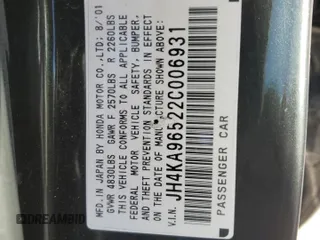 MFD. IN JAPAN BY HONDA MOTOR CO.,LTD. 8/'01
GVWR 4830LBS GAWR F 2570LBS R 2260LBS
THIS VEHICLE CONFORMS TO ALL APPLICABLE
FEDERAL MOTOR VEHICLE SAFETY, BUMPER,
AND THEFT PREVENTION STANDARDS IN EFFECT
ON THE DATE OF MANUFACTURE SHOWN ABOVE.
V.I.N. JH4KA96522C006931
PASSENGER CAR
DREAMBID